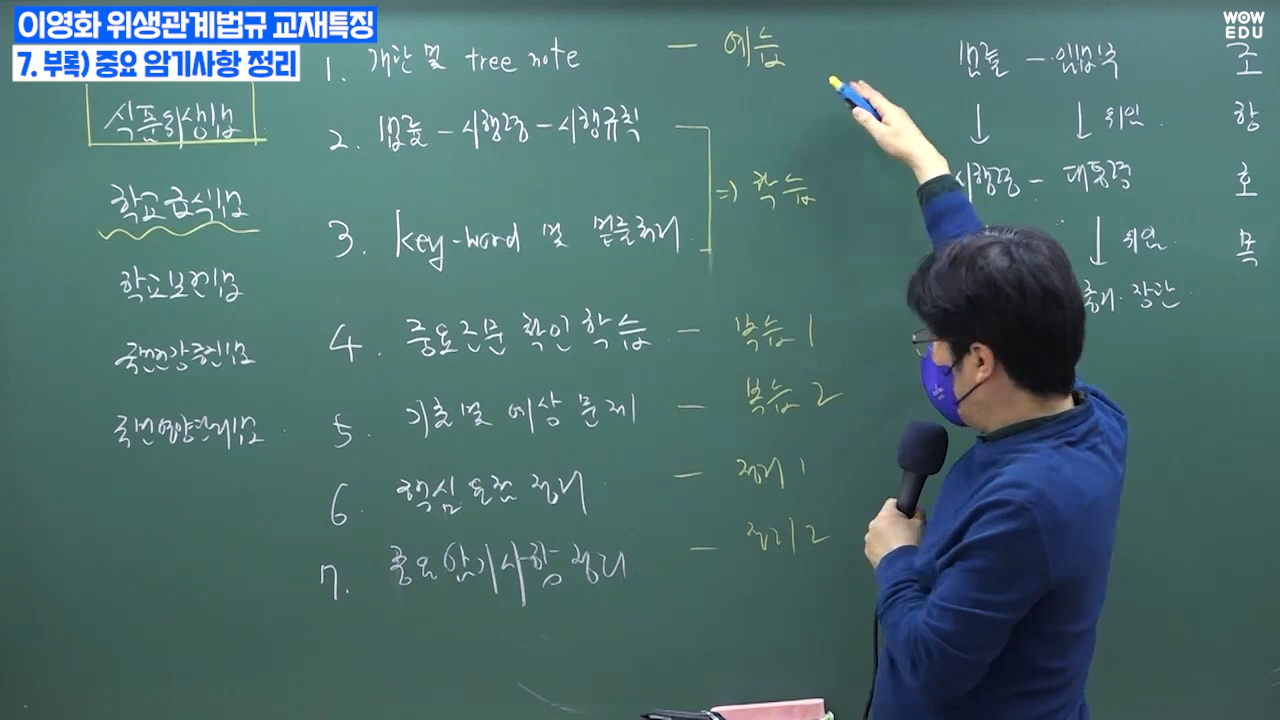 이영화 위생관계법규 교재특징
7. 부록) 중요 암기사항 정리
WOW
EDU
식품위생법
학교급식법
학교보건법
국민건강증진법
국민영양관리법
1. 개관 및 tree note - 예습
2. 법률 - 시행령 - 시행규칙
3. key-word 및 밑줄처리
⇒ 학습
4. 중요조문 확인 학습 - 복습 1
5. 기출 및 예상 문제 - 복습 2
6. 핵심 요점 정리 - 정리 1
7. 중요 암기사항 정리 - 정리 2
법률 - 입법부
↓ ↓ 위임
시행령 - 대통령
↓ 위임
총리·장관
조
항
호
목